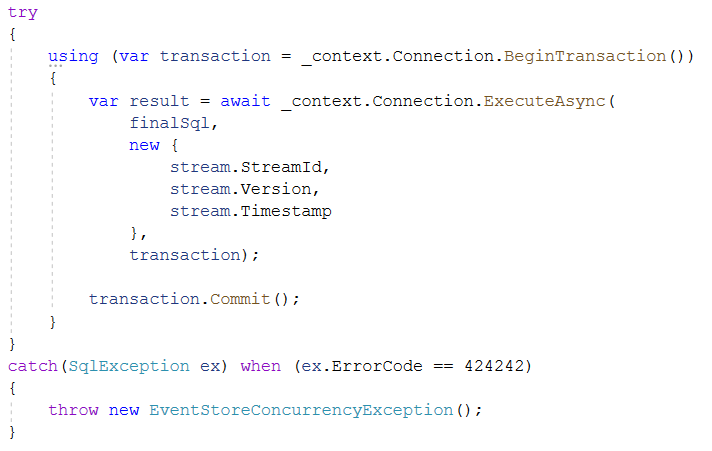 try
{
    using (var transaction = _context.Connection.BeginTransaction())
    {
        var result = await _context.Connection.ExecuteAsync(
            finalSql,
            new {
                stream.StreamId,
                stream.Version,
                stream.Timestamp
            },
            transaction);

        transaction.Commit();
    }
}
catch(SqlException ex) when (ex.ErrorCode == 424242)
{
    throw new EventStoreConcurrencyException();
}